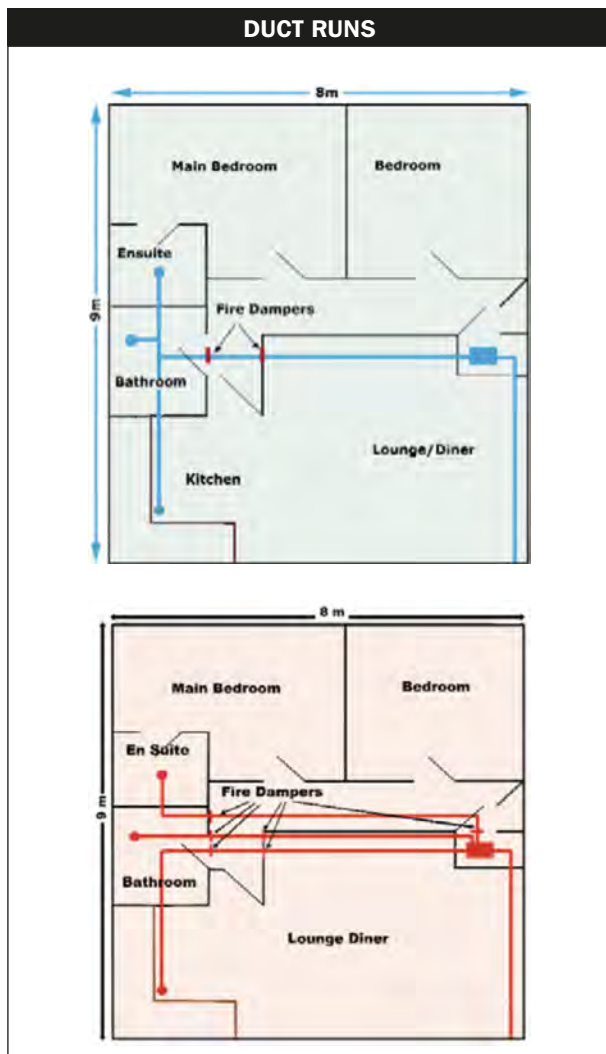 DUCT RUNS
8m
Main Bedroom
Bedroom
Ensuite
9m
Fire Dampers
Bathroom
Lounge/Diner
Kitchen
8 m
Main Bedroom
Bedroom
En Suite
Fire Dampers
9 m
Bathroom
Lounge Diner